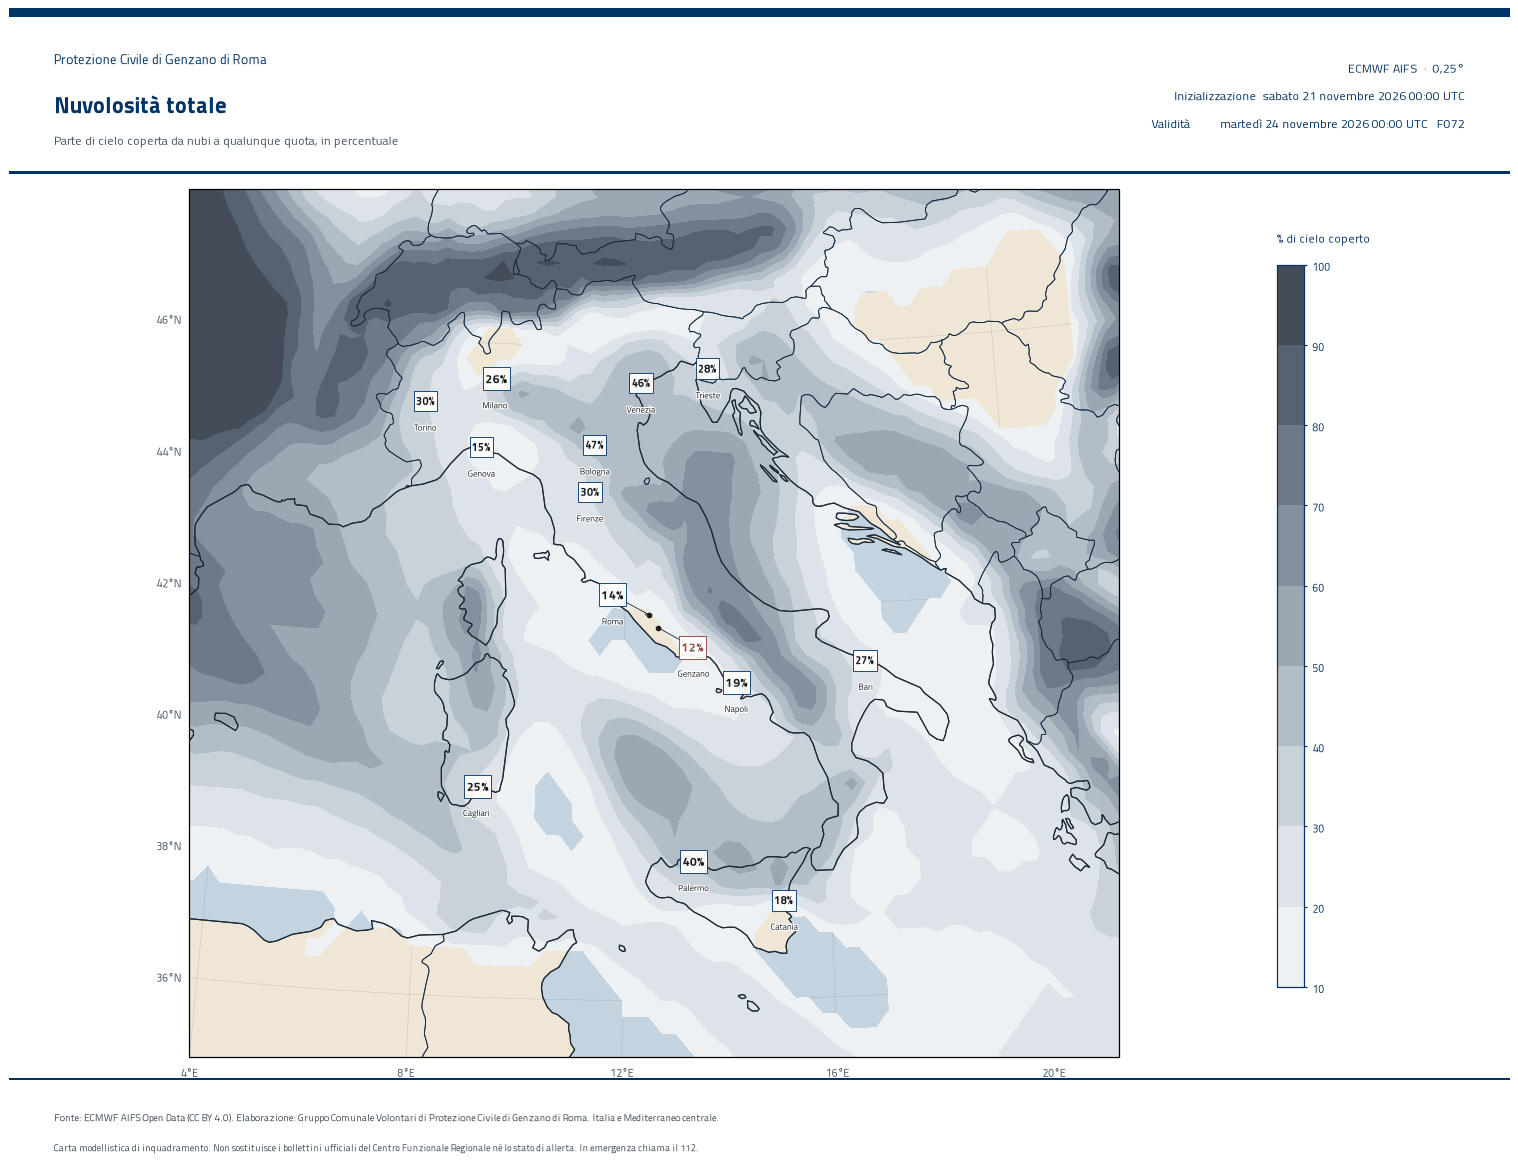 Protezione Civile di Genzano di Roma
Nuvolosità totale
Parte di cielo coperta da nubi a qualunque quota, in percentuale
ECMWF AIFS · 0,25°
Inizializzazione sabato 21 novembre 2026 00:00 UTC
Validità martedì 24 novembre 2026 00:00 UTC F072
% di cielo coperto
100
90
80
70
60
50
40
30
20
10
46°N
44°N
42°N
40°N
38°N
36°N
4°E
8°E
12°E
16°E
20°E
28%
Trieste
26%
Milano
46%
Venezia
30%
Torino
15%
Genova
47%
Bologna
30%
Firenze
14%
Roma
12%
Genzano
27%
Bari
19%
Napoli
25%
Cagliari
40%
Palermo
18%
Catania
Fonte: ECMWF AIFS Open Data (CC BY 4.0). Elaborazione: Gruppo Comunale Volontari di Protezione Civile di Genzano di Roma. Italia e Mediterraneo centrale.
Carta modellistica di inquadramento. Non sostituisce i bollettini ufficiali del Centro Funzionale Regionale né lo stato di allerta. In emergenza chiama il 112.